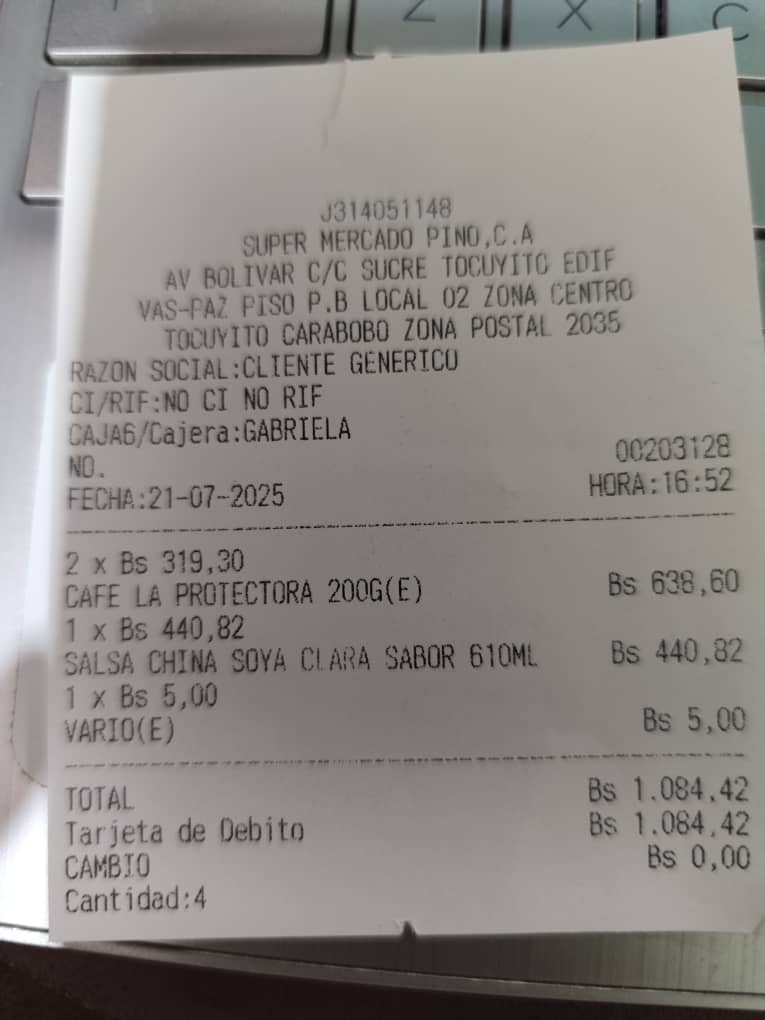 J314051148
SUPER MERCADO PINO,C.A
AV BOLIVAR C/C SUCRE TOCUYITO EDIF
VAS-PAZ PISO P.B LOCAL 02 ZONA CENTRO
TOCUYITO CARABOBO ZONA POSTAL 2035
RAZON SOCIAL:CLIENTE GENERICO
CI/RIF:NO CI NO RIF
CAJA6/Cajera:GABRIELA
NO. 00203128
FECHA:21-07-2025 HORA:16:52
2 x Bs 319,30
CAFE LA PROTECTORA 200G(E) Bs 638,60
1 x Bs 440,82
SALSA CHINA SOYA CLARA SABOR 610ML Bs 440,82
1 x Bs 5,00
VARIO(E) Bs 5,00
TOTAL Bs 1.084,42
Tarjeta de Debito Bs 1.084,42
CAMBIO Bs 0,00
Cantidad:4
Z X C